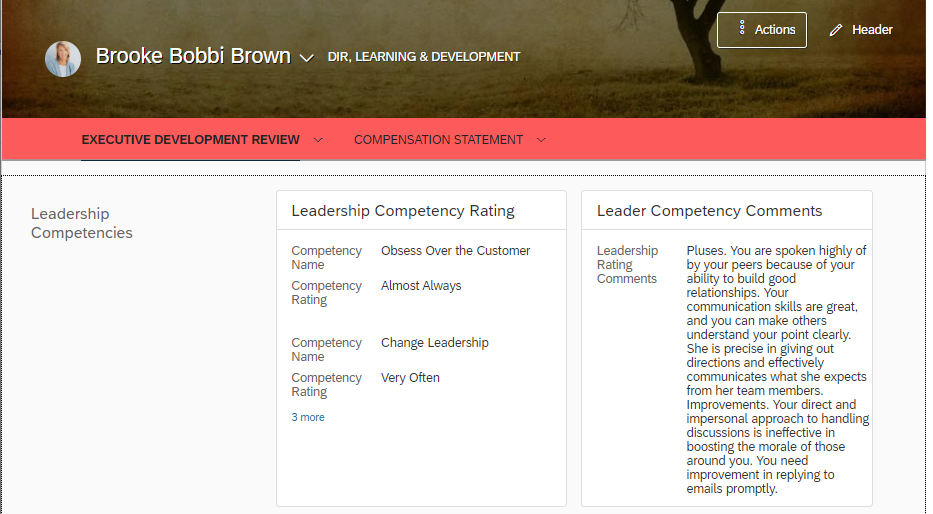 Actions
Header
Brooke Bobbi Brown
DIR, LEARNING & DEVELOPMENT
EXECUTIVE DEVELOPMENT REVIEW
COMPENSATION STATEMENT
Leadership
Competencies
Leadership Competency Rating
Competency
Name
Obsess Over the Customer
Competency
Rating
Almost Always
Competency
Name
Change Leadership
Competency
Rating
Very Often
3 more
Leader Competency Comments
Leadership
Rating
Comments
Pluses. You are spoken highly of
by your peers because of your
ability to build good
relationships. Your
communication skills are great,
and you can make others
understand your point clearly.
She is precise in giving out
directions and effectively
communicates what she expects
from her team members.
Improvements. Your direct and
impersonal approach to handling
discussions is ineffective in
boosting the morale of those
around you. You need
improvement in replying to
emails promptly.